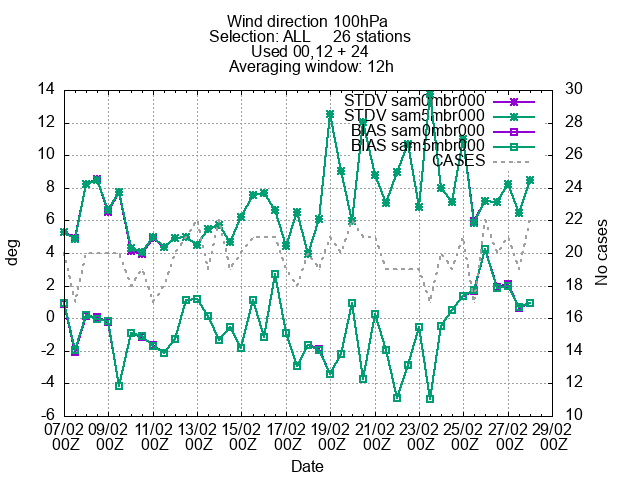 Wind direction 100hPa
Selection: ALL 26 stations
Used 00,12 + 24
Averaging window: 12h
14 30
STDV sam0mbr000
12 28
STDV sam5mbr000
BIAS sam0mbr000
10 26
BIAS sam5mbr000
CASES
8 24
6 22
4 20
2 18
0 16
-2 14
-4 12
-6 10
deg
No cases
07/02 09/02 11/02 13/02 15/02 17/02 19/02 21/02 23/02 25/02 27/02 29/02
00Z 00Z 00Z 00Z 00Z 00Z 00Z 00Z 00Z 00Z 00Z 00Z
Date